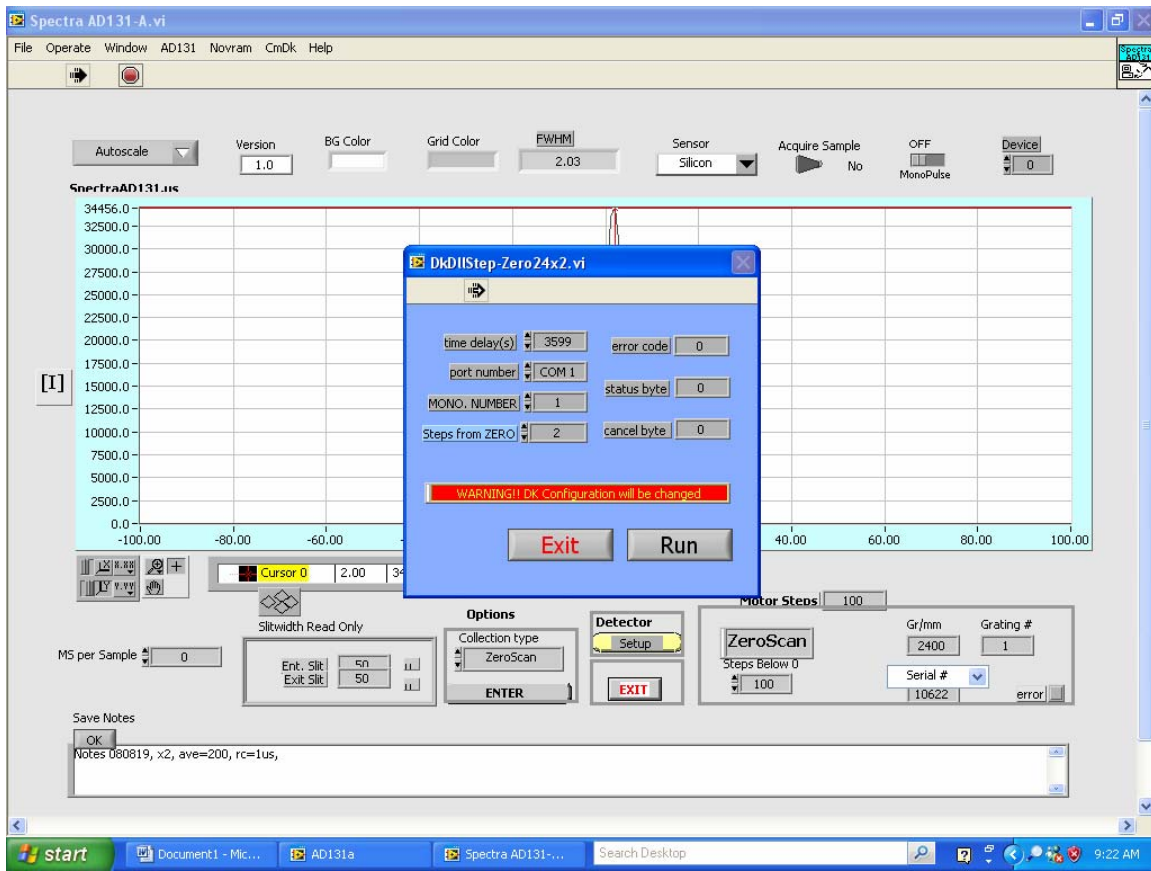 Spectra AD131-A.vi
File Operate Window AD131 Novram CmDk Help
Spectra
AD131
Autoscale
Version
1.0
BG Color
Grid Color
FWHM
2.03
Sensor
Silicon
Acquire Sample
No
OFF
MonoPulse
Device
0
SpectraAD131.us
34456.0
32500.0
30000.0
27500.0
25000.0
22500.0
20000.0
17500.0
15000.0
12500.0
10000.0
7500.0
5000.0
2500.0
0.0
[I]
-100.00 -80.00 -60.00 40.00 60.00 80.00 100.00
DkDllStep-Zero24x2.vi
time delay(s) 3599
port number COM 1
MONO. NUMBER 1
Steps from ZERO 2
error code 0
status byte 0
cancel byte 0
WARNING!! DK Configuration will be changed
Exit Run
X x.xx
Y y.yy
Cursor 0 2.00 34
MS per Sample 0
Slitwidth Read Only
Ent. Slit 50
Exit Slit 50
Options
Collection type
ZeroScan
ENTER
Detector
Setup
EXIT
Motor Steps 100
ZeroScan
Steps Below 0
100
Gr/mm
2400
Grating #
1
Serial #
10622
error
Save Notes
OK
Notes 080819, x2, ave=200, rc=1us,
start Document1 - Mic... AD131a Spectra AD131-... Search Desktop 9:22 AM